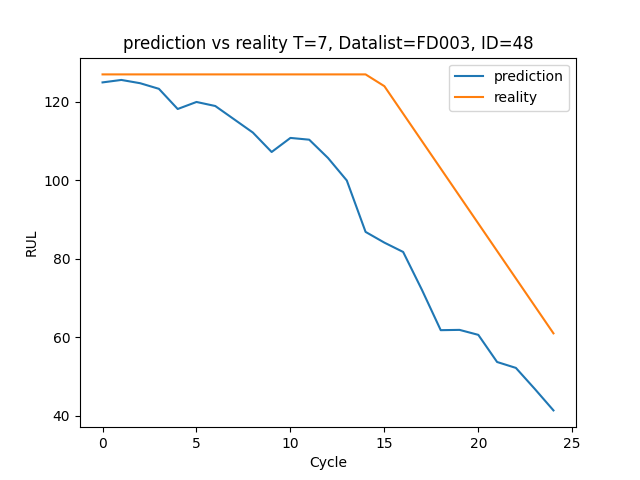 prediction vs reality T=7, Datalist=FD003, ID=48
prediction
reality
120
100
80
60
40
RUL
0 5 10 15 20 25
Cycle